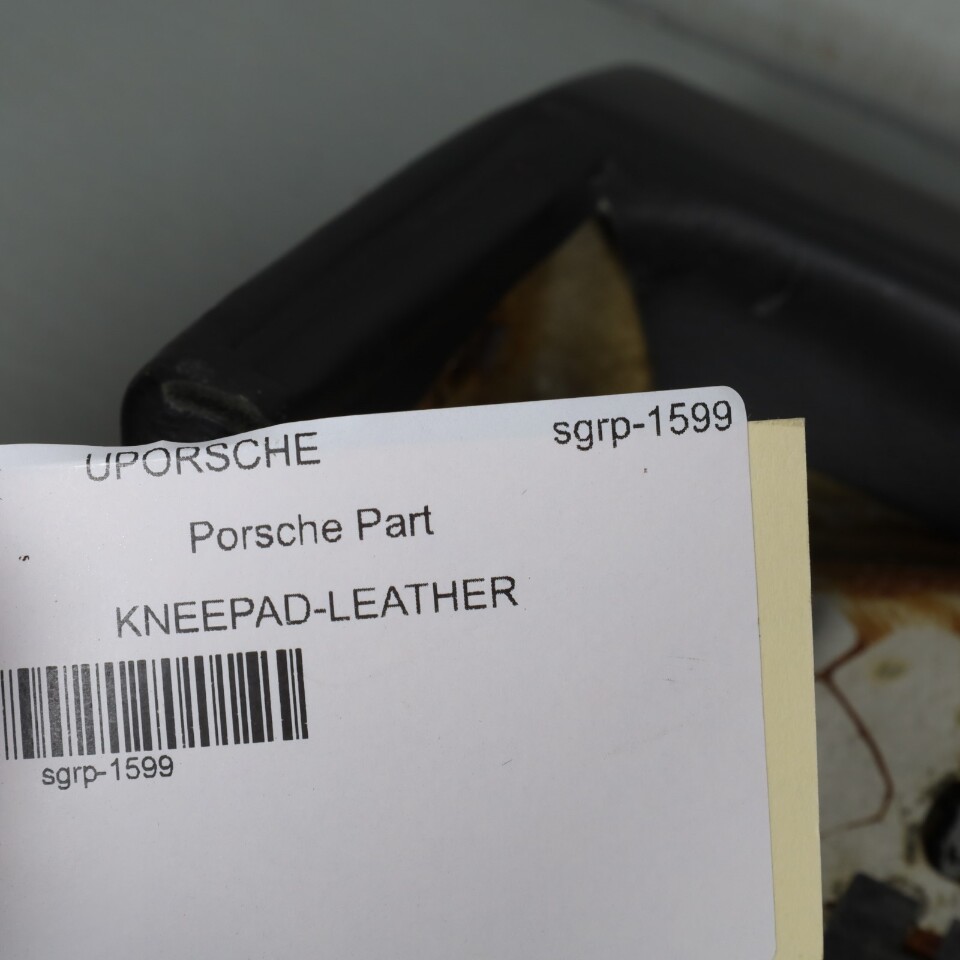 UPORSCHE sgrp-1599
Porsche Part
KNEEPAD-LEATHER
sgrp-1599